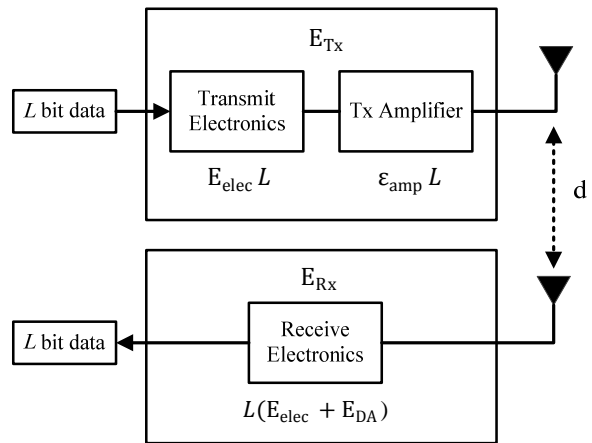 E_Tx
L bit data
Transmit
Electronics
Tx Amplifier
E_elec L
ε_amp L
d
E_Rx
L bit data
Receive
Electronics
L(E_elec + E_DA)